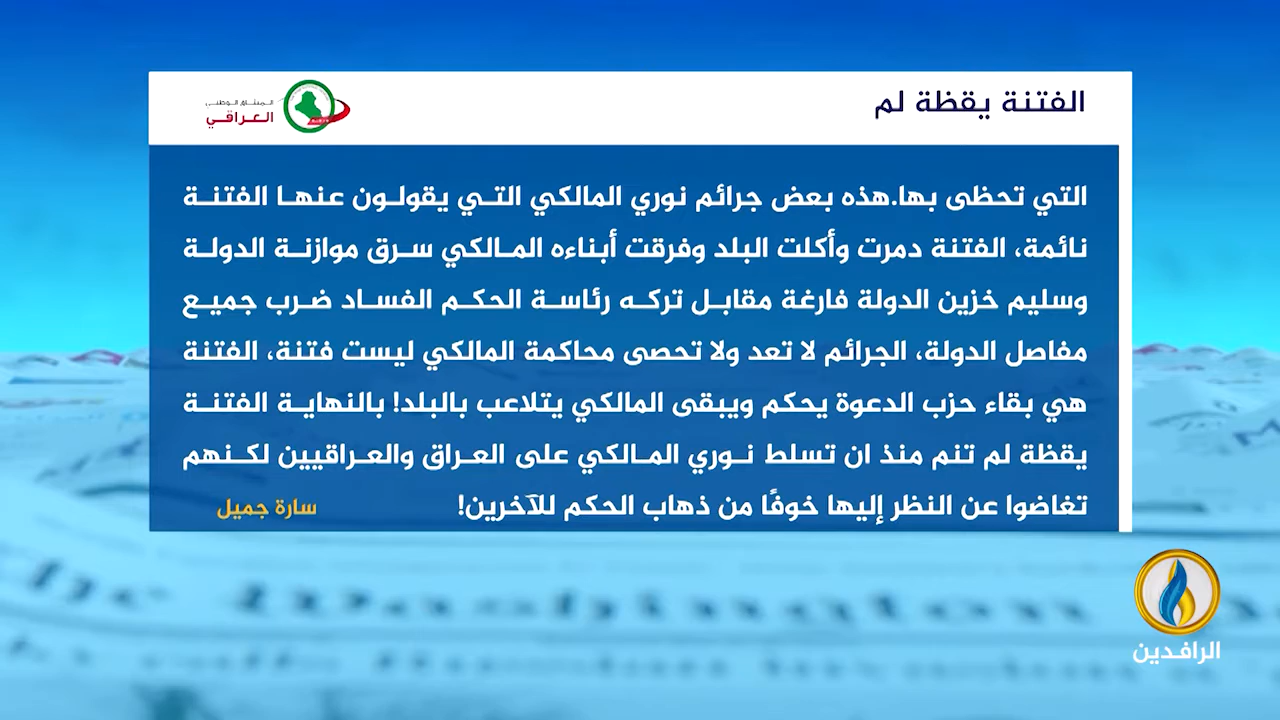 الفتنة يقظة لم
العراقي
التي تحظى بها.هذه بعض جرائم نوري المالكي التي يقولون عنها الفتنة
نائمة، الفتنة دمرت وأكلت البلد وفرقت أبناءه المالكي سرق موازنة الدولة
وسليم خزين الدولة فارغة مقابل تركه رئاسة الحكم الفساد ضرب جميع
مفاصل الدولة، الجرائم لا تعد ولا تحصى محاكمة المالكي ليست فتنة، الفتنة
هي بقاء حزب الدعوة يحكم ويبقى المالكي يتلاعب بالبلد! بالنهاية الفتنة
يقظة لم تنم منذ ان تسلط نوري المالكي على العراق والعراقيين لكنهم
تغاضوا عن النظر إليها خوفًا من ذهاب الحكم للآخرين!
سارة جميل
الرافدين